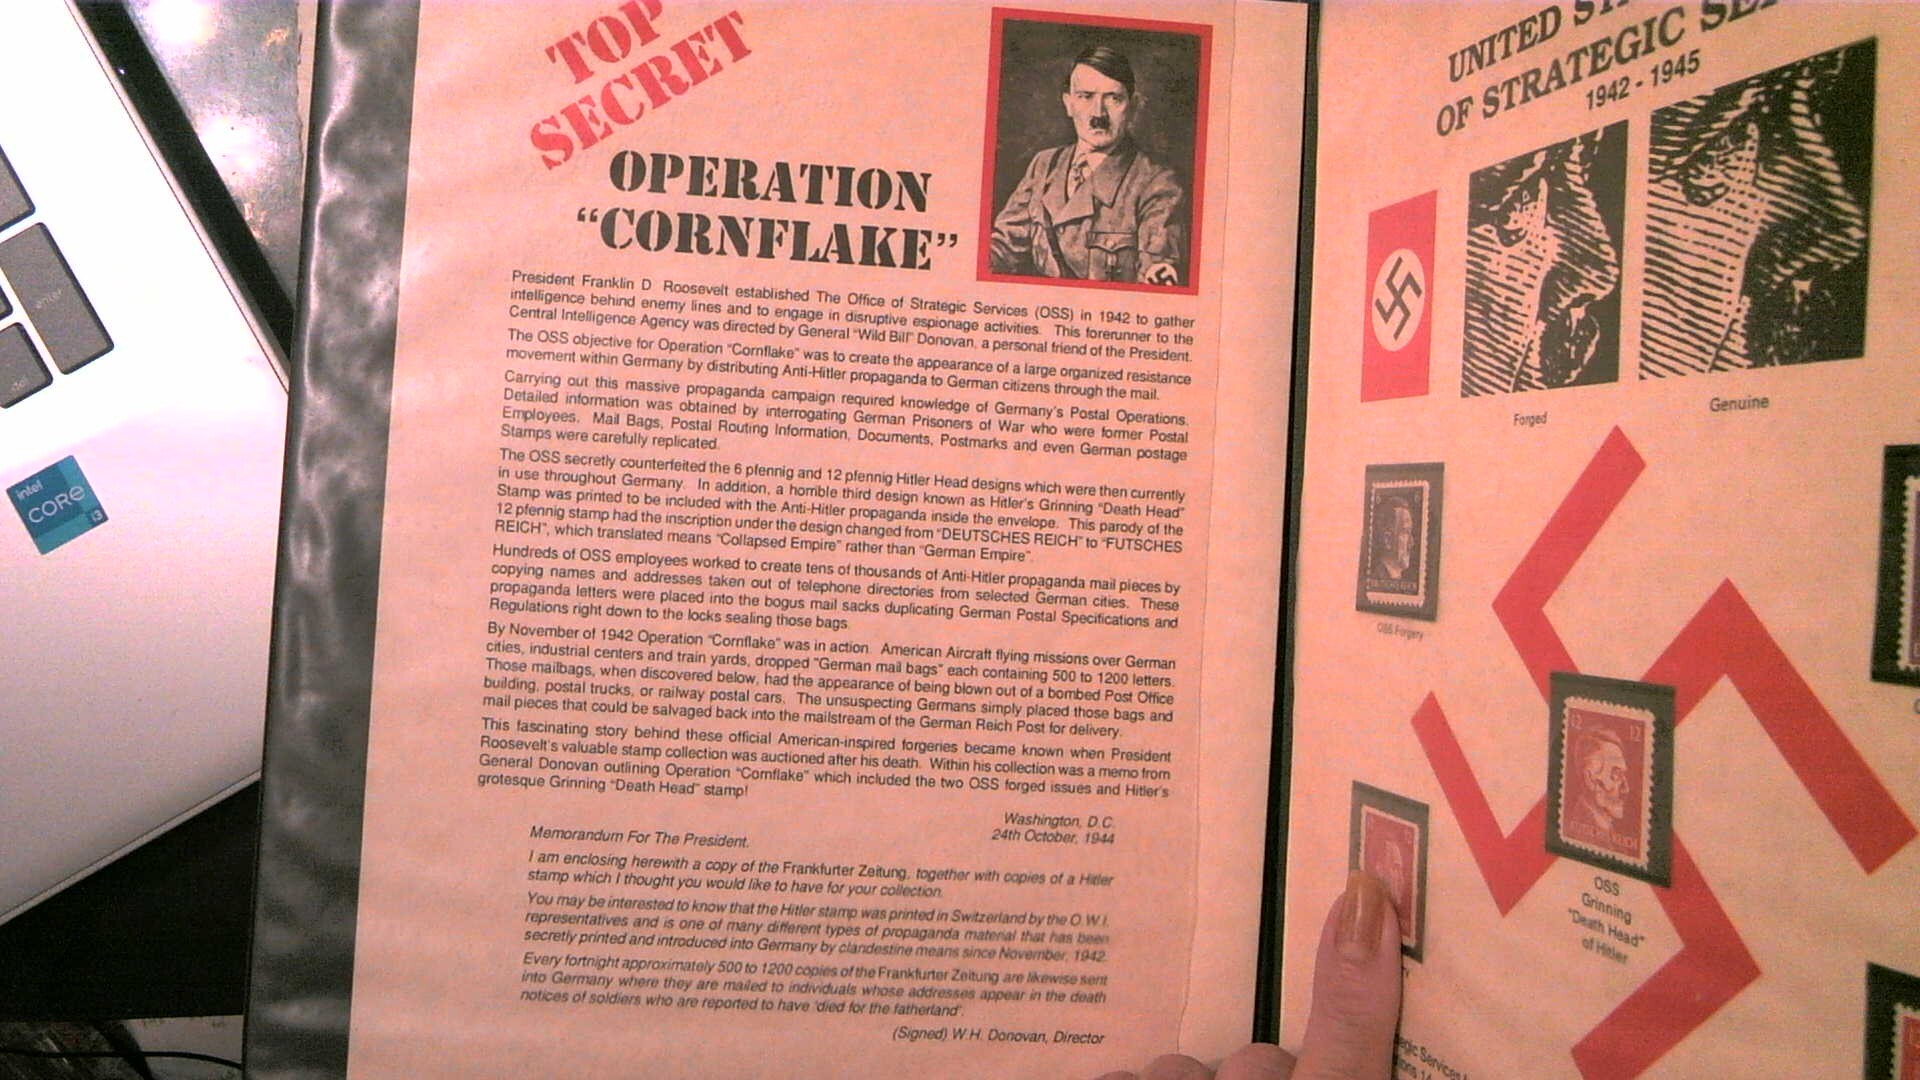 TOP
SECRET
OPERATION
“CORNFLAKE”
President Franklin D Roosevelt established The Office of Strategic Services (OSS) in 1942 to gather
intelligence behind enemy lines and to engage in disruptive espionage activities. This forerunner to the
Central Intelligence Agency was directed by General “Wild Bill” Donovan, a personal friend of the President.
The OSS objective for Operation “Cornflake” was to create the appearance of a large organized resistance
movement within Germany by distributing Anti-Hitler propaganda to German citizens through the mail.
Carrying out this massive propaganda campaign required knowledge of Germany's Postal Operations.
Detailed information was obtained by interrogating German Prisoners of War who were former Postal
Employees. Mail Bags, Postal Routing Information, Documents, Postmarks and even German postage
Stamps were carefully replicated.
The OSS secretly counterfeited the 6 pfennig and 12 pfennig Hitler Head designs which were then currently
in use throughout Germany. In addition, a horrible third design known as Hitler's Grinning “Death Head”
Stamp was printed to be included with the Anti-Hitler propaganda inside the envelope. This parody of the
12 pfennig stamp had the inscription under the design changed from “DEUTSCHES REICH” to “FUTSCHES
REICH”, which translated means “Collapsed Empire” rather than “German Empire”.
Hundreds of OSS employees worked to create tens of thousands of Anti-Hitler propaganda mail pieces by
copying names and addresses taken out of telephone directories from selected German cities. These
propaganda letters were placed into the bogus mail sacks duplicating German Postal Specifications and
Regulations right down to the locks sealing those bags.
By November of 1942 Operation “Cornflake” was in action. American Aircraft flying missions over German
cities, industrial centers and train yards, dropped “German mail bags” each containing 500 to 1200 letters.
Those mailbags, when discovered below, had the appearance of being blown out of a bombed Post Office
building, postal trucks, or railway postal cars. The unsuspecting Germans simply placed those bags and
mail pieces that could be salvaged back into the mailstream of the German Reich Post for delivery.
This fascinating story behind these official American-inspired forgeries became known when President
Roosevelt's valuable stamp collection was auctioned after his death. Within his collection was a memo from
General Donovan outlining Operation “Cornflake” which included the two OSS forged issues and Hitler's
grotesque Grinning “Death Head” stamp!
Washington, D.C.
24th October, 1944
Memorandum For The President.
I am enclosing herewith a copy of the Frankfurter Zeitung, together with copies of a Hitler
stamp which I thought you would like to have for your collection.
You may be interested to know that the Hitler stamp was printed in Switzerland by the O.W.I.
representatives and is one of many different types of propaganda material that has been
secretly printed and introduced into Germany by clandestine means since November, 1942.
Every fortnight approximately 500 to 1200 copies of the Frankfurter Zeitung are likewise sent
into Germany where they are mailed to individuals whose addresses appear in the death
notices of soldiers who are reported to have 'died for the fatherland'.
(Signed) W.H. Donovan, Director
UNITED
OF STRATEGIC
1942 - 1945
Forged
Genuine
6 6
DEUTSCHES REICH
OSS Forgery
12
FUTSCHES REICH
OSS
Grinning
"Death Head"
of Hitler
Services
intel
CORE
i3
enter
del